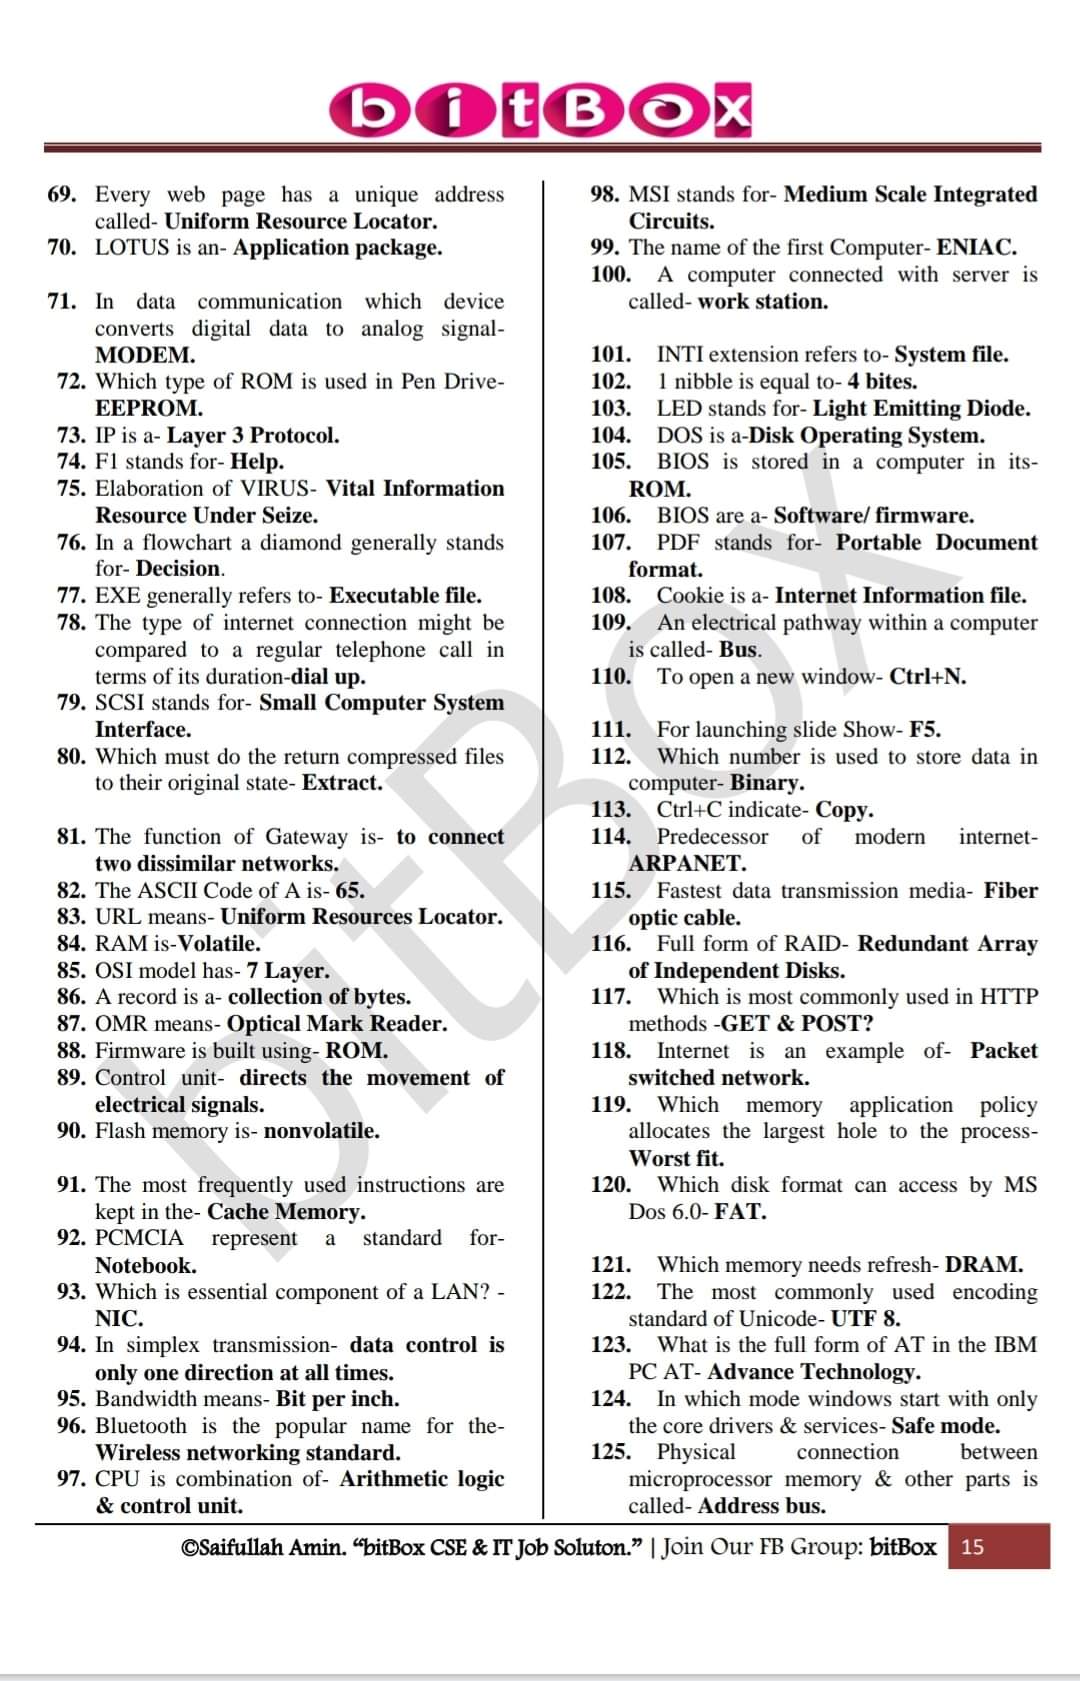 bitBox
69. Every web page has a unique address
called- Uniform Resource Locator.
70. LOTUS is an- Application package.
71. In data communication which device
converts digital data to analog signal-
MODEM.
72. Which type of ROM is used in Pen Drive-
EEPROM.
73. IP is a- Layer 3 Protocol.
74. F1 stands for- Help.
75. Elaboration of VIRUS- Vital Information
Resource Under Seize.
76. In a flowchart a diamond generally stands
for- Decision.
77. EXE generally refers to- Executable file.
78. The type of internet connection might be
compared to a regular telephone call in
terms of its duration-dial up.
79. SCSI stands for- Small Computer System
Interface.
80. Which must do the return compressed files
to their original state- Extract.
81. The function of Gateway is- to connect
two dissimilar networks.
82. The ASCII Code of A is- 65.
83. URL means- Uniform Resources Locator.
84. RAM is-Volatile.
85. OSI model has- 7 Layer.
86. A record is a- collection of bytes.
87. OMR means- Optical Mark Reader.
88. Firmware is built using- ROM.
89. Control unit- directs the movement of
electrical signals.
90. Flash memory is- nonvolatile.
91. The most frequently used instructions are
kept in the- Cache Memory.
92. PCMCIA represent a standard for-
Notebook.
93. Which is essential component of a LAN? -
NIC.
94. In simplex transmission- data control is
only one direction at all times.
95. Bandwidth means- Bit per inch.
96. Bluetooth is the popular name for the-
Wireless networking standard.
97. CPU is combination of- Arithmetic logic
& control unit.
98. MSI stands for- Medium Scale Integrated
Circuits.
99. The name of the first Computer- ENIAC.
100. A computer connected with server is
called- work station.
101. INTI extension refers to- System file.
102. 1 nibble is equal to- 4 bites.
103. LED stands for- Light Emitting Diode.
104. DOS is a-Disk Operating System.
105. BIOS is stored in a computer in its-
ROM.
106. BIOS are a- Software/ firmware.
107. PDF stands for- Portable Document
format.
108. Cookie is a- Internet Information file.
109. An electrical pathway within a computer
is called- Bus.
110. To open a new window- Ctrl+N.
111. For launching slide Show- F5.
112. Which number is used to store data in
computer- Binary.
113. Ctrl+C indicate- Copy.
114. Predecessor of modern internet-
ARPANET.
115. Fastest data transmission media- Fiber
optic cable.
116. Full form of RAID- Redundant Array
of Independent Disks.
117. Which is most commonly used in HTTP
methods -GET & POST?
118. Internet is an example of- Packet
switched network.
119. Which memory application policy
allocates the largest hole to the process-
Worst fit.
120. Which disk format can access by MS
Dos 6.0- FAT.
121. Which memory needs refresh- DRAM.
122. The most commonly used encoding
standard of Unicode- UTF 8.
123. What is the full form of AT in the IBM
PC AT- Advance Technology.
124. In which mode windows start with only
the core drivers & services- Safe mode.
125. Physical connection between
microprocessor memory & other parts is
called- Address bus.
bitBox
©Saifullah Amin. “bitBox CSE & IT Job Soluton.” | Join Our FB Group: bitBox 15